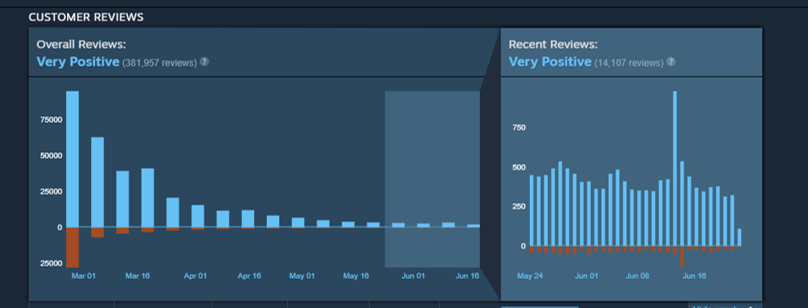 CUSTOMER REVIEWS
Overall Reviews:
Very Positive (381,957 reviews) ?
Recent Reviews:
Very Positive (14,107 reviews) ?
75000
50000
25000
0
25000
Mar 01 Mar 16 Apr 01 Apr 16 May 01 May 16 Jun 01 Jun 16
750
500
250
0
May 24 Jun 01 Jun 08 Jun 16